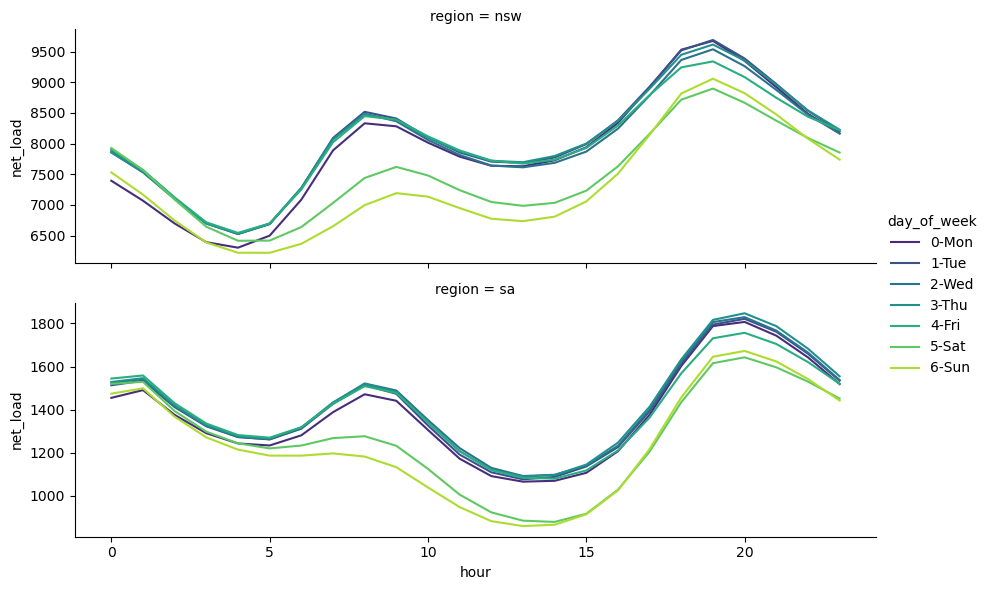 region = nsw
net_load
9500
9000
8500
8000
7500
7000
6500
region = sa
net_load
1800
1600
1400
1200
1000
0
5
10
15
20
hour
day_of_week
0-Mon
1-Tue
2-Wed
3-Thu
4-Fri
5-Sat
6-Sun